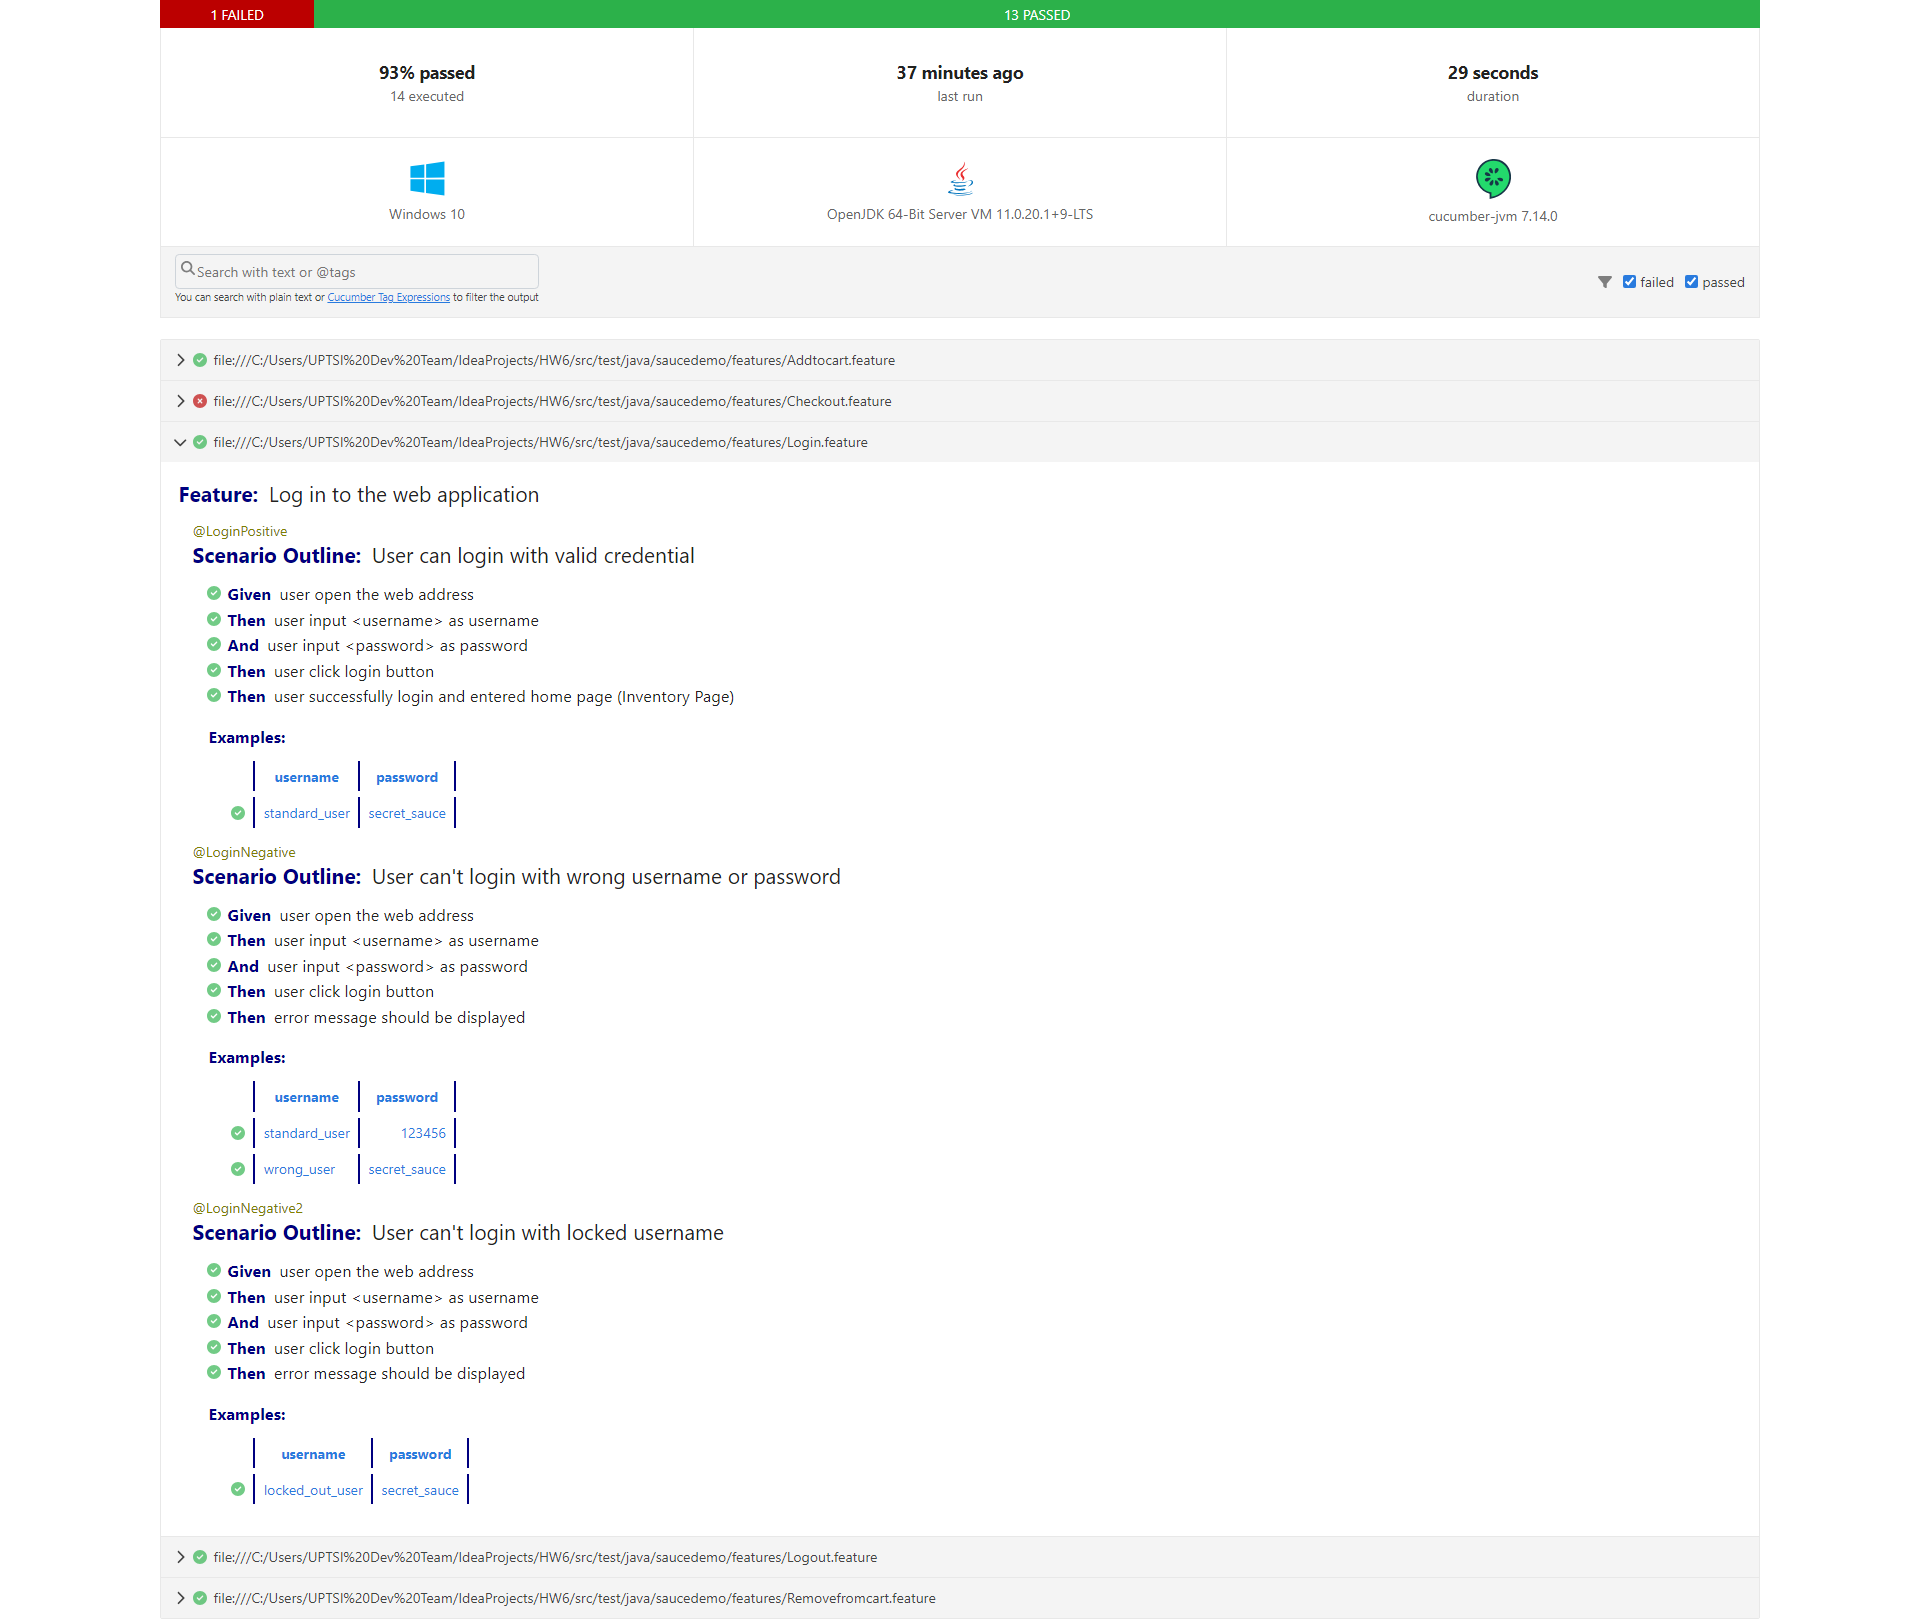 1 FAILED 13 PASSED
93% passed 37 minutes ago 29 seconds
14 executed last run duration
Windows 10 OpenJDK 64-Bit Server VM 11.0.20.1+9-LTS cucumber-jvm 7.14.0
Search with text or @tags
You can search with plain text or Cucumber Tag Expressions to filter the output
failed passed
file:///C:/Users/UPTSI%20Dev%20Team/IdeaProjects/HW6/src/test/java/saucedemo/features/Addtocart.feature
file:///C:/Users/UPTSI%20Dev%20Team/IdeaProjects/HW6/src/test/java/saucedemo/features/Checkout.feature
file:///C:/Users/UPTSI%20Dev%20Team/IdeaProjects/HW6/src/test/java/saucedemo/features/Login.feature
Feature: Log in to the web application
@LoginPositive
Scenario Outline: User can login with valid credential
Given user open the web address
Then user input <username> as username
And user input <password> as password
Then user click login button
Then user successfully login and entered home page (Inventory Page)
Examples:
username password
standard_user secret_sauce
@LoginNegative
Scenario Outline: User can't login with wrong username or password
Given user open the web address
Then user input <username> as username
And user input <password> as password
Then user click login button
Then error message should be displayed
Examples:
username password
standard_user 123456
wrong_user secret_sauce
@LoginNegative2
Scenario Outline: User can't login with locked username
Given user open the web address
Then user input <username> as username
And user input <password> as password
Then user click login button
Then error message should be displayed
Examples:
username password
locked_out_user secret_sauce
file:///C:/Users/UPTSI%20Dev%20Team/IdeaProjects/HW6/src/test/java/saucedemo/features/Logout.feature
file:///C:/Users/UPTSI%20Dev%20Team/IdeaProjects/HW6/src/test/java/saucedemo/features/Removefromcart.feature